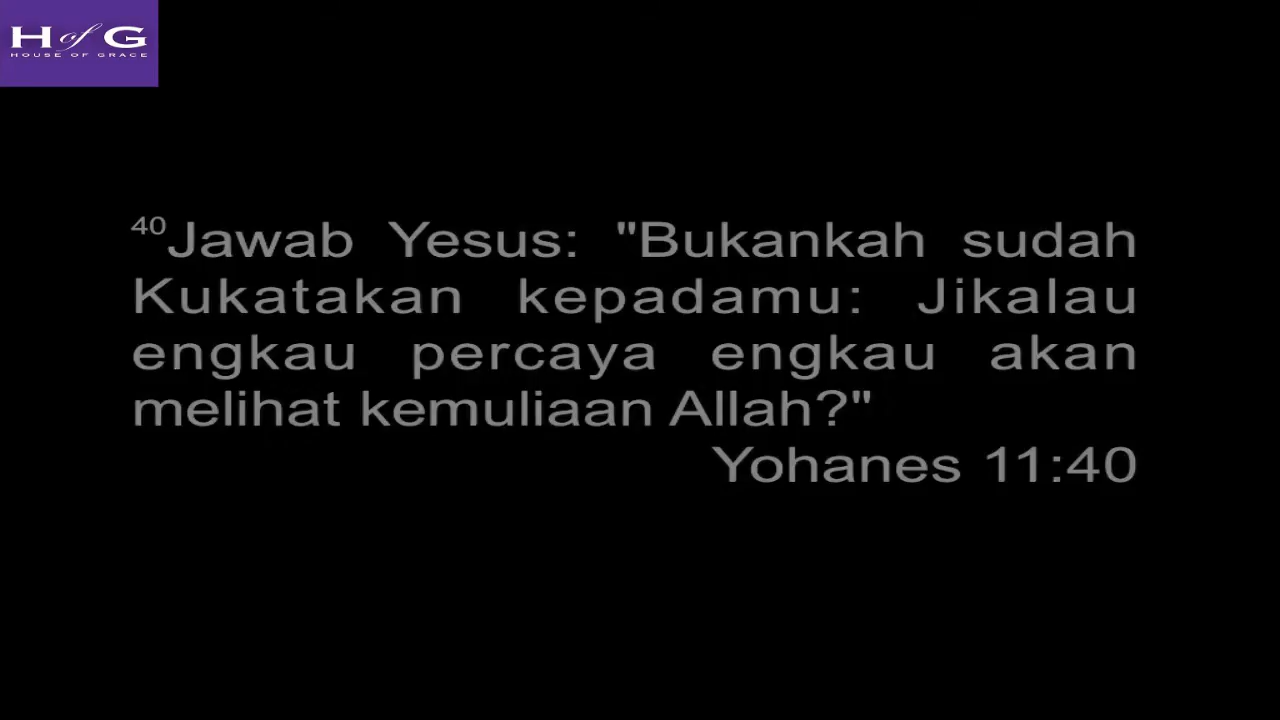 H of G
HOUSE OF GRACE
40Jawab Yesus: "Bukankah sudah
Kukatakan kepadamu: Jikalau
engkau percaya engkau akan
melihat kemuliaan Allah?"
Yohanes 11:40